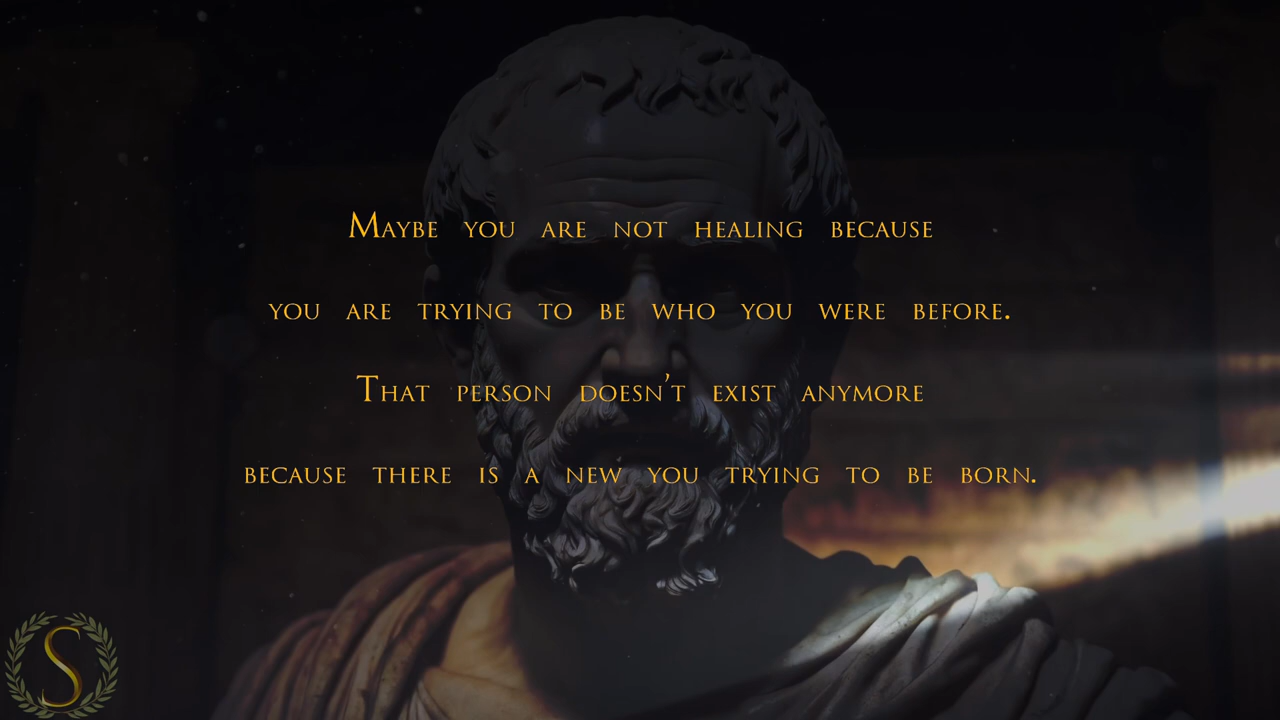 Maybe you are not healing because
you are trying to be who you were before.
That person doesn't exist anymore
because there is a new you trying to be born.
S